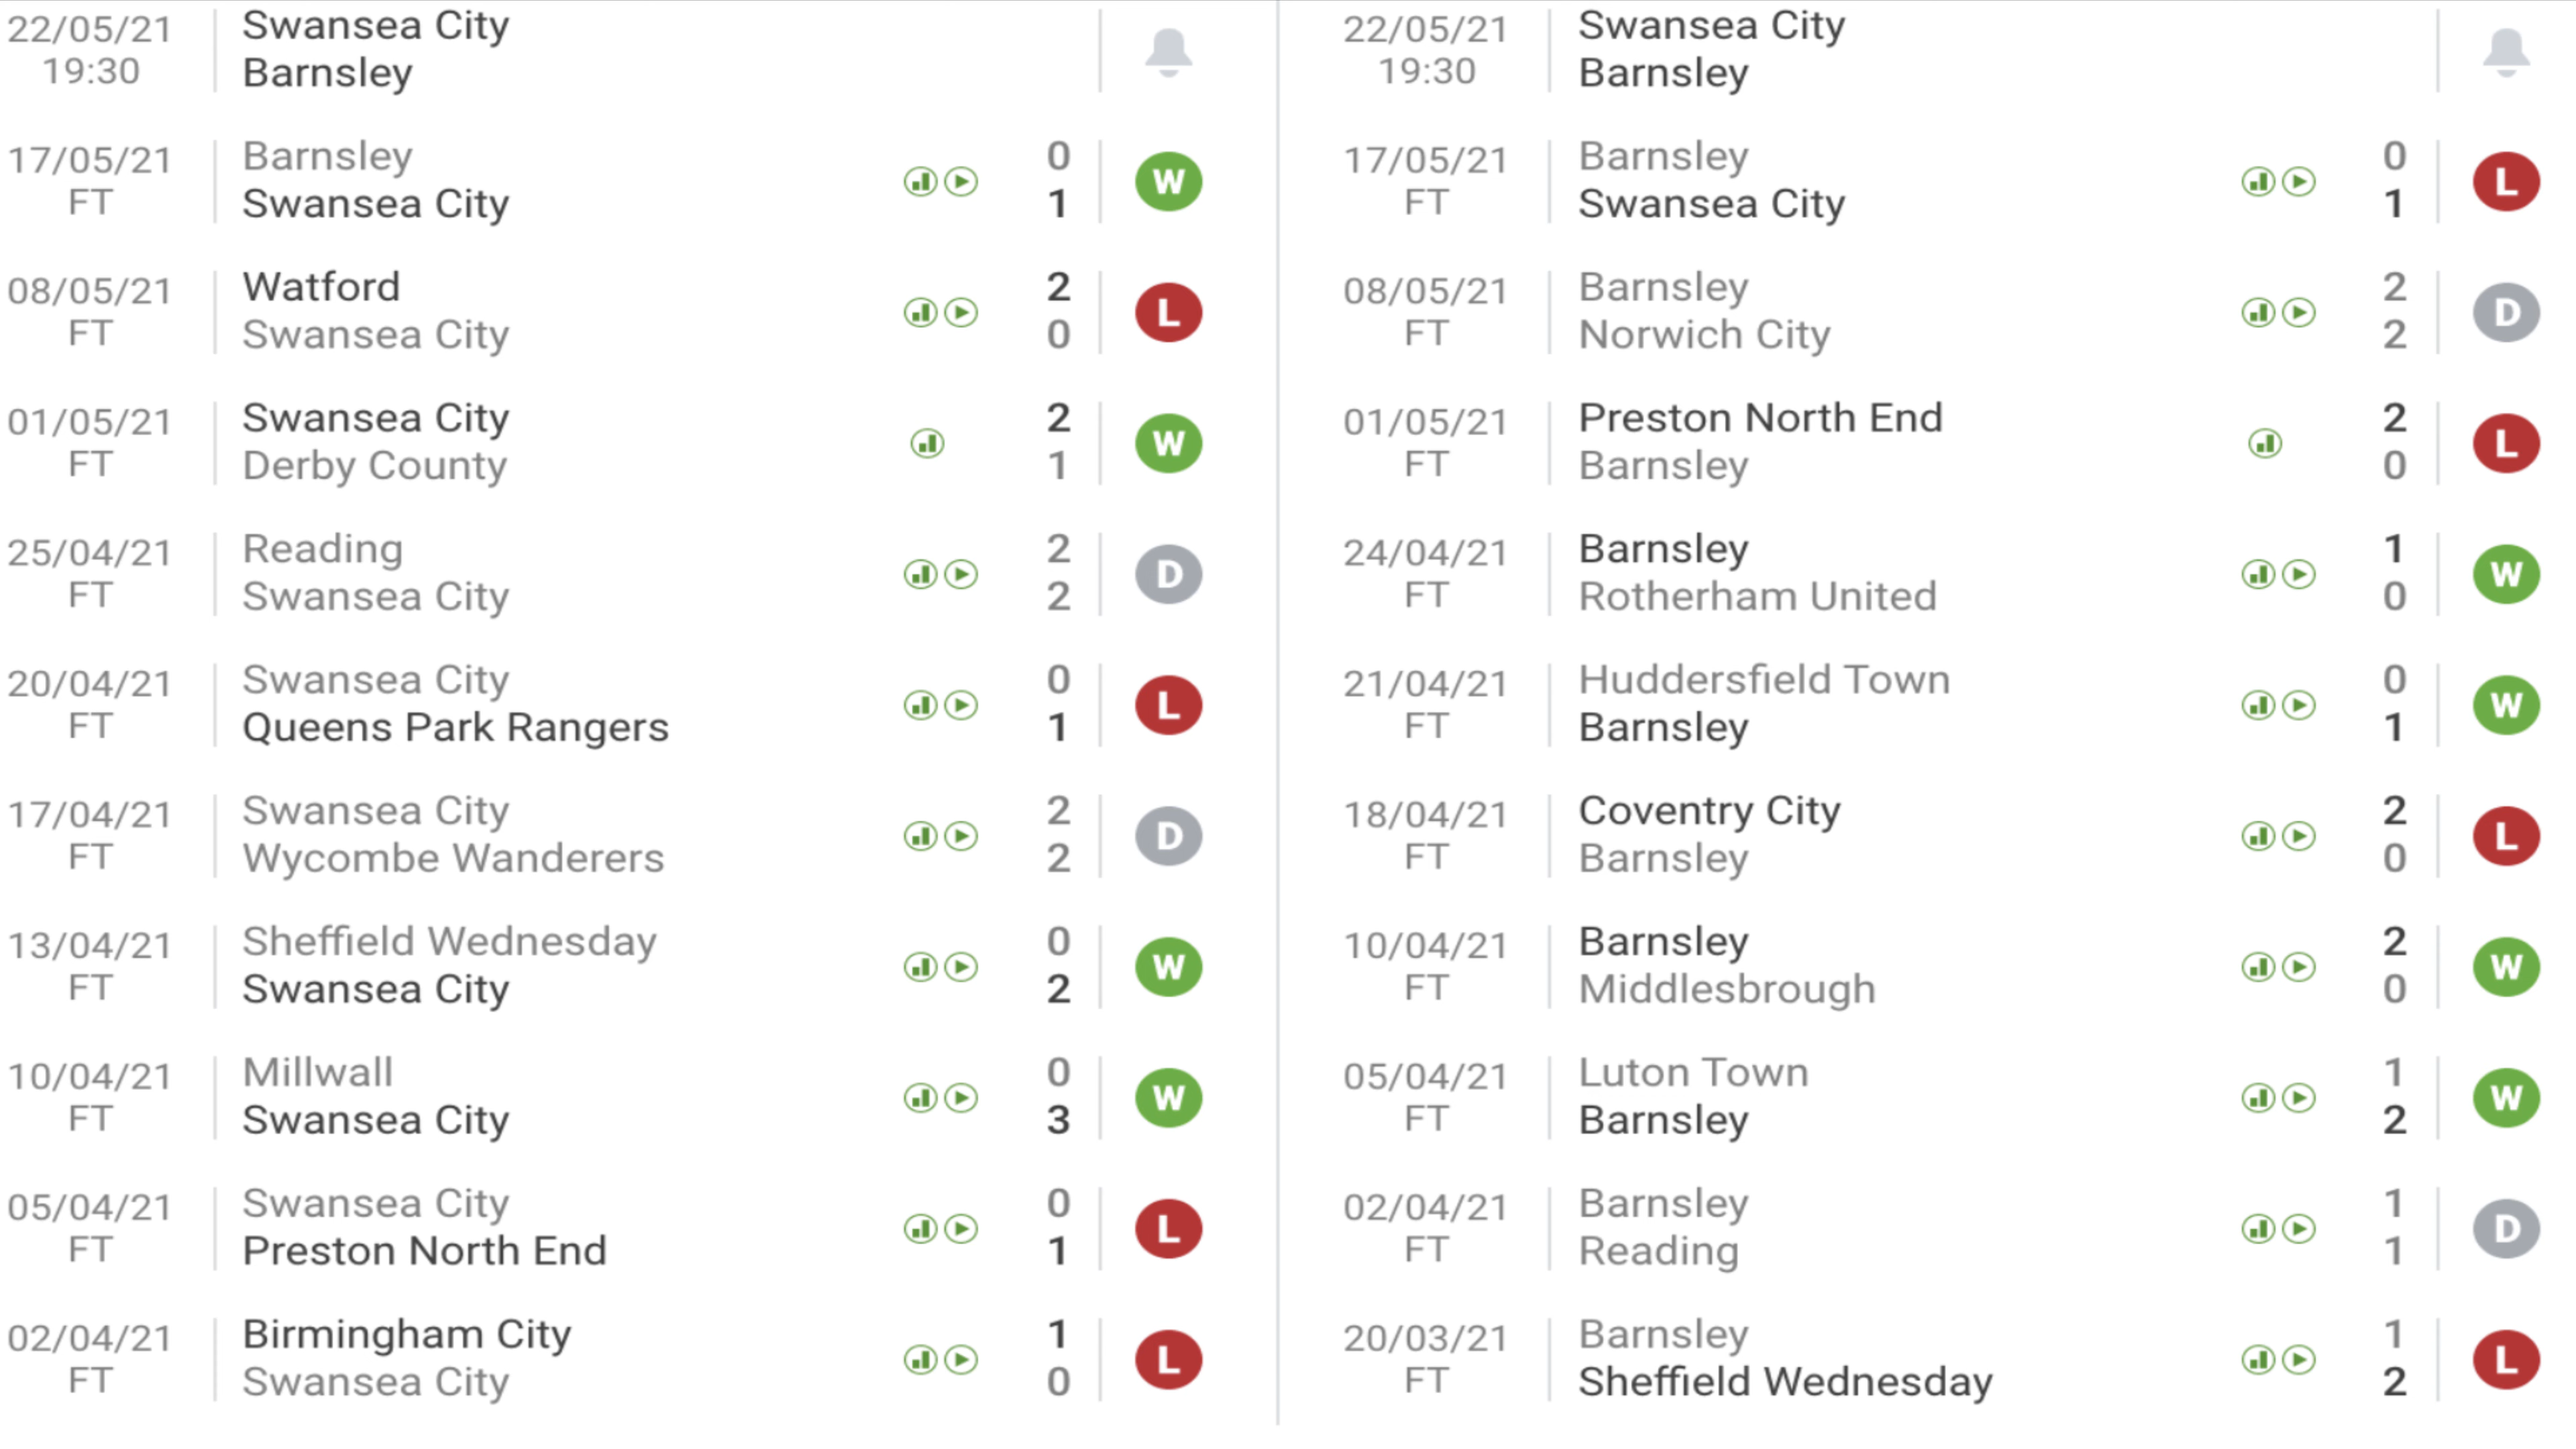 22/05/21
19:30
Swansea City
Barnsley
17/05/21
FT
Barnsley
Swansea City
0
1
W
08/05/21
FT
Watford
Swansea City
2
0
L
01/05/21
FT
Swansea City
Derby County
2
1
W
25/04/21
FT
Reading
Swansea City
2
2
D
20/04/21
FT
Swansea City
Queens Park Rangers
0
1
L
17/04/21
FT
Swansea City
Wycombe Wanderers
2
2
D
13/04/21
FT
Sheffield Wednesday
Swansea City
0
2
W
10/04/21
FT
Millwall
Swansea City
0
3
W
05/04/21
FT
Swansea City
Preston North End
0
1
L
02/04/21
FT
Birmingham City
Swansea City
1
0
L
22/05/21
19:30
Swansea City
Barnsley
17/05/21
FT
Barnsley
Swansea City
0
1
L
08/05/21
FT
Barnsley
Norwich City
2
2
D
01/05/21
FT
Preston North End
Barnsley
2
0
L
24/04/21
FT
Barnsley
Rotherham United
1
0
W
21/04/21
FT
Huddersfield Town
Barnsley
0
1
W
18/04/21
FT
Coventry City
Barnsley
2
0
L
10/04/21
FT
Barnsley
Middlesbrough
2
0
W
05/04/21
FT
Luton Town
Barnsley
1
2
W
02/04/21
FT
Barnsley
Reading
1
1
D
20/03/21
FT
Barnsley
Sheffield Wednesday
1
2
L